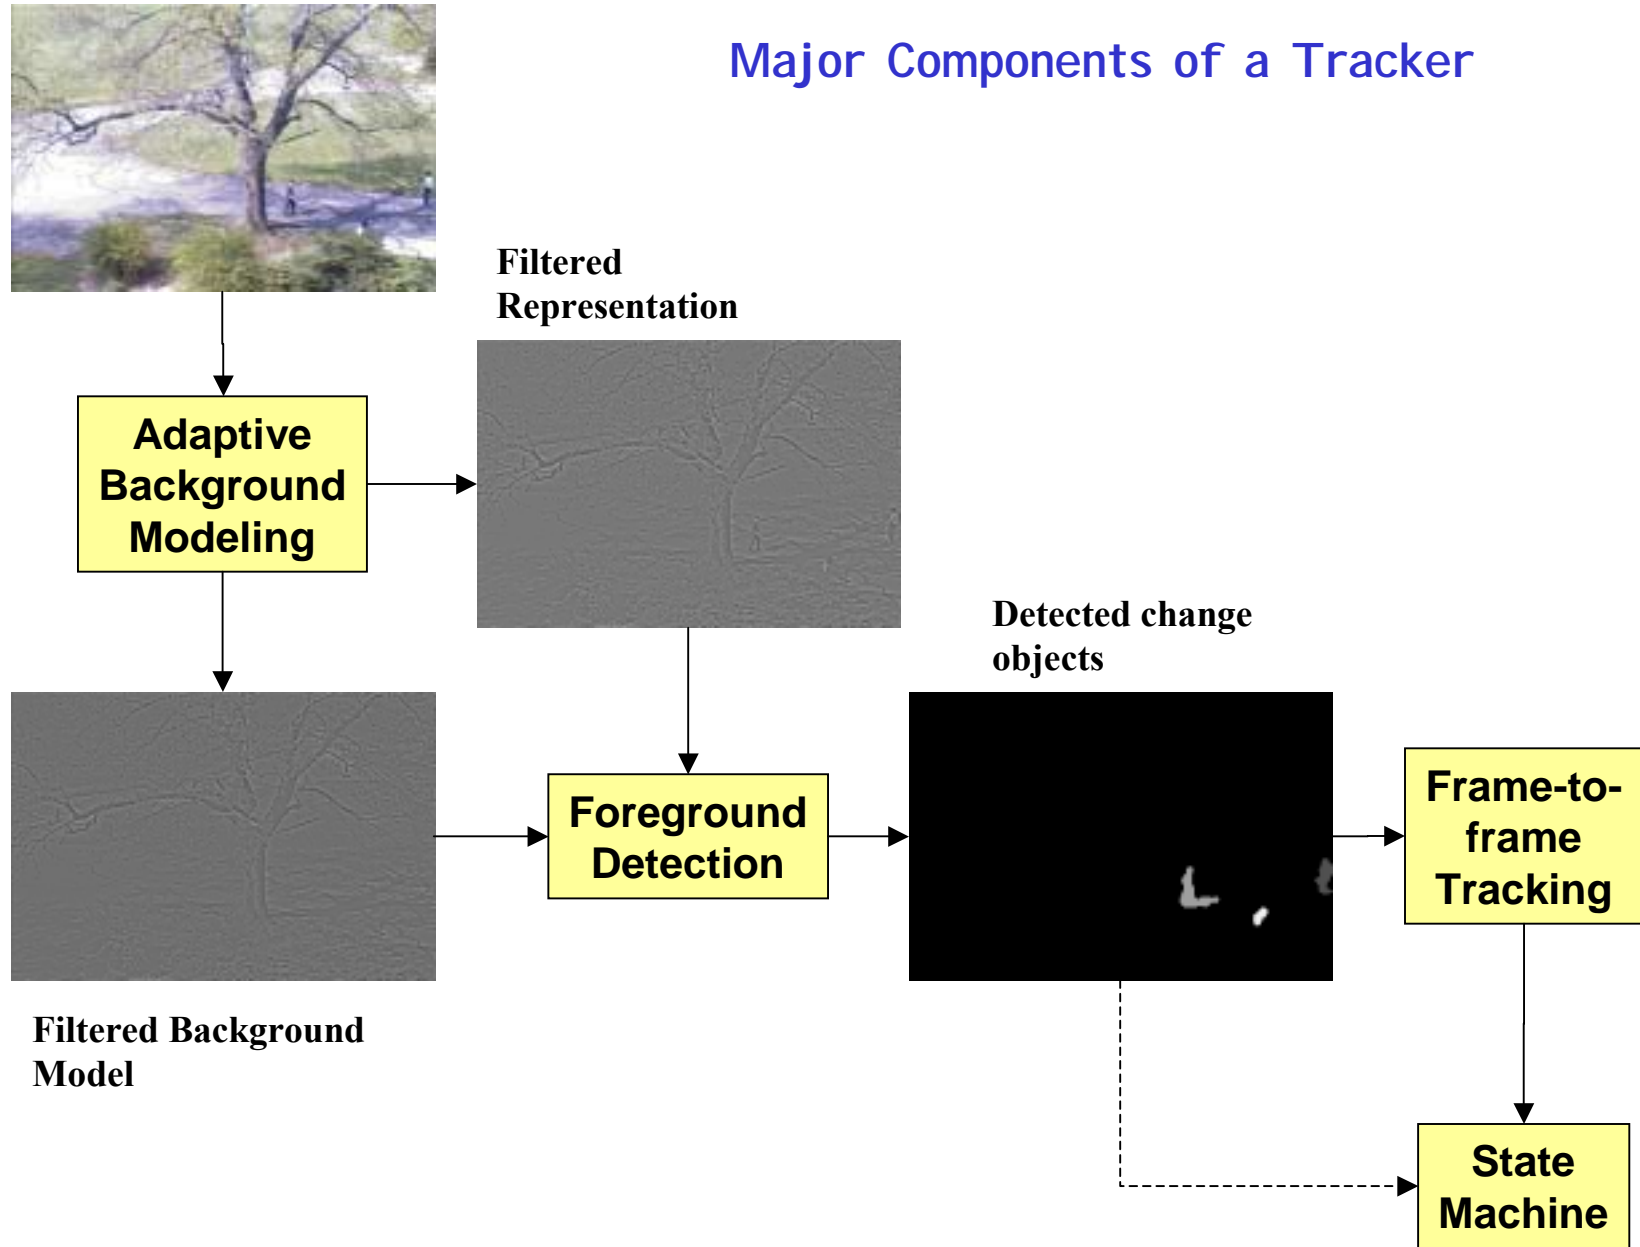 Major Components of a Tracker
Filtered
Representation
Adaptive
Background
Modeling
Detected change
objects
Foreground
Detection
Frame-to-
frame
Tracking
Filtered Background
Model
State
Machine